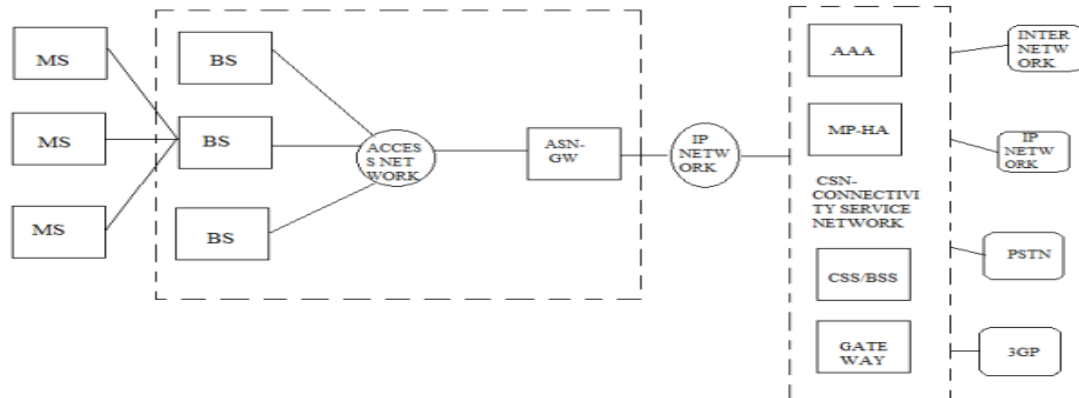 MS
MS
MS
BS
BS
BS
ACCES
S NET
WORK
ASN-
GW
IP
NETW
ORK
AAA
MP-HA
CSN-
CONNECTIVI
TY SERVICE
NETWORK
CSS/BSS
GATE
WAY
INTER
NETW
ORK
IP
NETW
ORK
PSTN
3GP